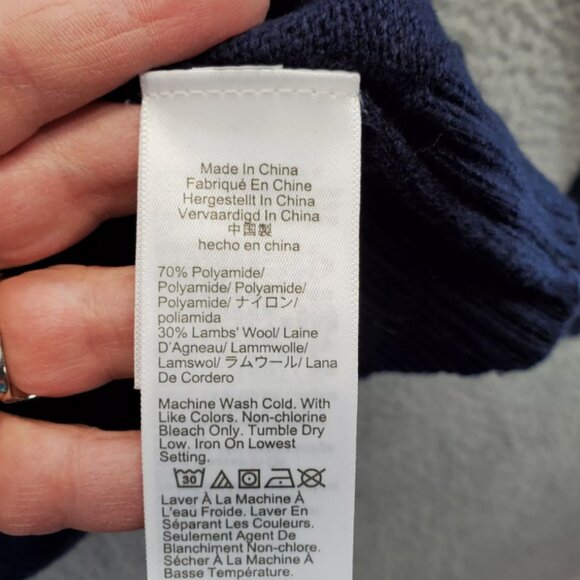 Made In China
Fabriqué En Chine
Hergestellt In China
Vervaardigd In China
中国製
hecho en china
70% Polyamide/
Polyamide/ Polyamide/
Polyamide/ ナイロン/
poliamida
30% Lambs' Wool/ Laine
D'Agneau/ Lammwolle/
Lamswol/ ラムウール/ Lana
De Cordero
Machine Wash Cold. With
Like Colors. Non-chlorine
Bleach Only. Tumble Dry
Low. Iron On Lowest
Setting.
30
Laver À La Machine À
L'eau Froide. Laver En
Séparant Les Couleurs.
Seulement Agent De
Blanchiment Non-chlorin.
Sécher À La Machine À
Basse Température.